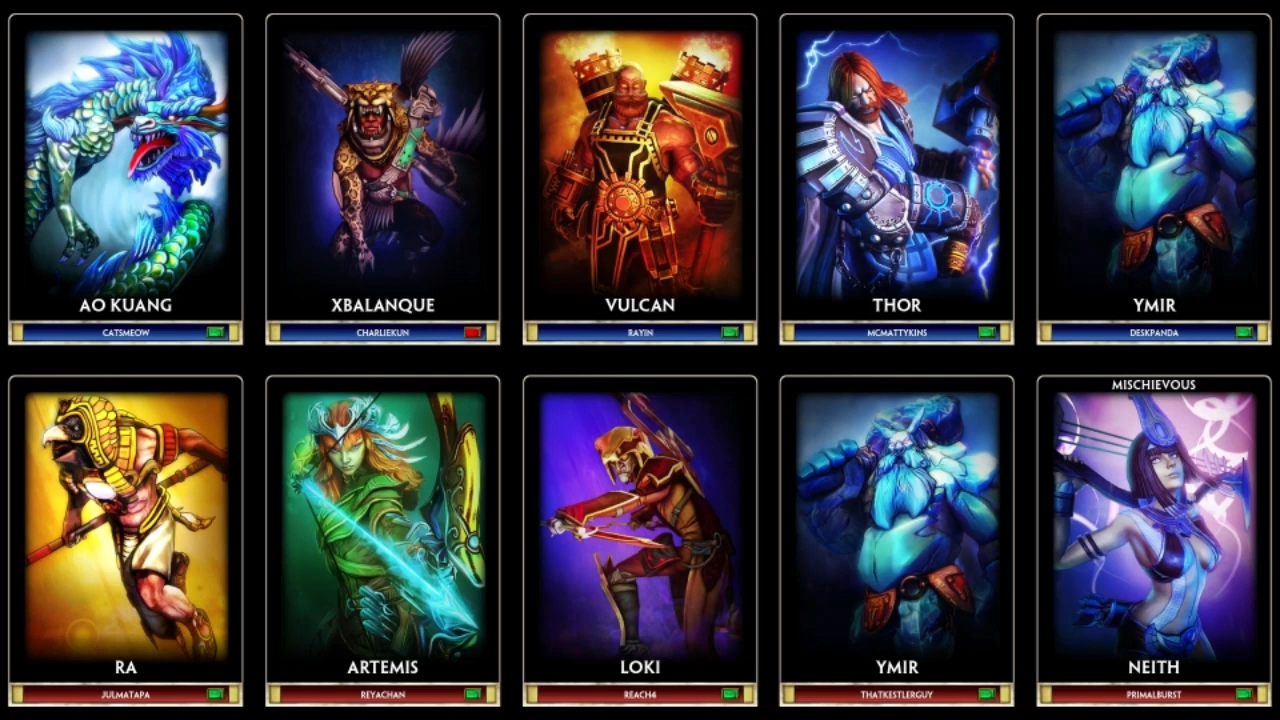 AO KUANG
CATSMEOW
XBALANQUE
CHARLIEKUN
VULCAN
RAYIN
THOR
MCMATTYKINS
YMIR
DESKPANDA
RA
JULMATAPA
ARTEMIS
REYACHAN
LOKI
REACH4
YMIR
THATKESTLERGUY
MISCHIEVOUS
NEITH
PRIMALBURST